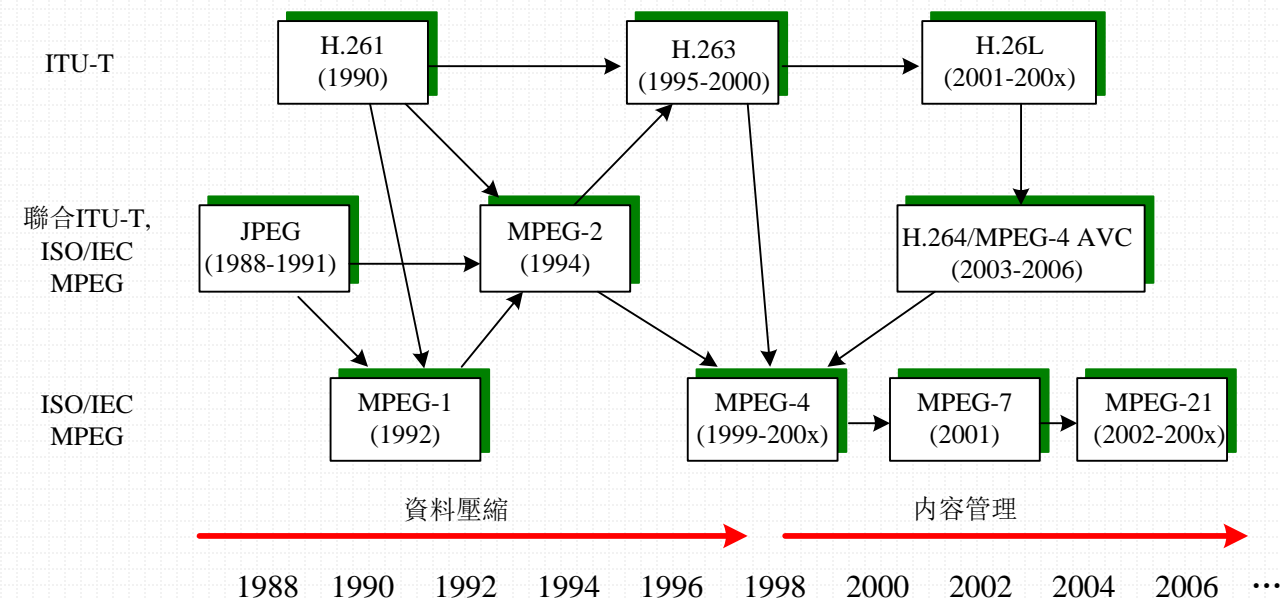 ITU-T
H.261
(1990)
H.263
(1995-2000)
H.26L
(2001-200x)
聯合ITU-T,
ISO/IEC
MPEG
JPEG
(1988-1991)
MPEG-2
(1994)
H.264/MPEG-4 AVC
(2003-2006)
ISO/IEC
MPEG
MPEG-1
(1992)
MPEG-4
(1999-200x)
MPEG-7
(2001)
MPEG-21
(2002-200x)
資料壓縮
內容管理
1988 1990 1992 1994 1996 1998 2000 2002 2004 2006 ...